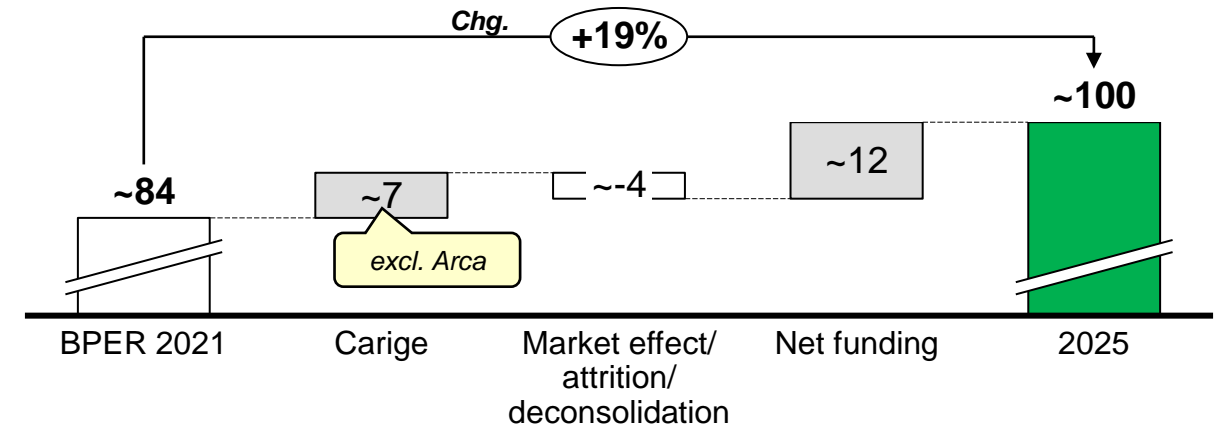 Chg.
+19%
~100
~84
~7
~-4
~12
excl. Arca
BPER 2021
Carige
Market effect/
attrition/
deconsolidation
Net funding
2025